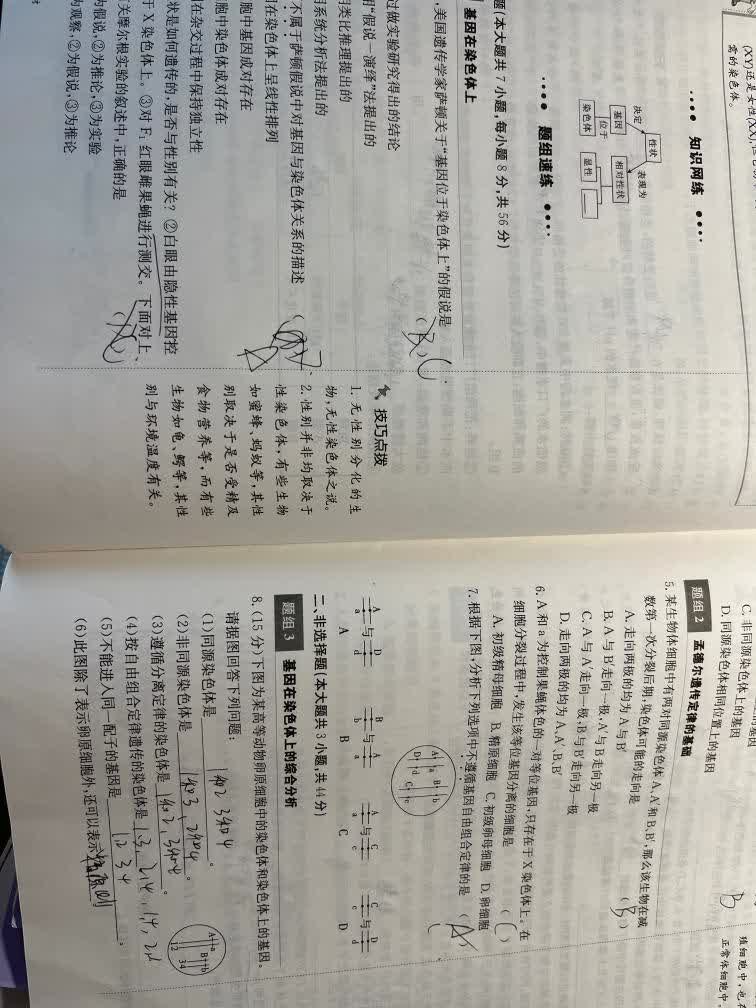 (XY)还是女性(XX),
需的染色体。
知识网络
决定
性状
表现为
基因
相对性状
位于
染色体
显性
题组速练
题(本大题共7小题,每小题8分,共56分)
基因在染色体上
,美国遗传学家萨顿关于“基因位于染色体上”的假说是
(B,C)
过做实验研究得出的结论
用“假说—演绎”法提出的
用类比推理提出的
用系统分析法提出的
不属于萨顿假说中对基因与染色体关系的描述
因在染色体上呈线性排列
胞中基因成对存在
胞中染色体成对存在
在杂交过程中保持独立性
状是如何遗传的,是否与性别有关?②白眼由隐性基因控
于X染色体上。③对F₁红眼雌果蝇进行测交。下面对上
关摩尔根实验的叙述中,正确的是
为假说,②为推论,③为实验
为观察,②为假说,③为推论
技巧点拨
1.无性别分化的生
物,无性染色体之说。
2.性别并非均取决于
性染色体,有些生物
如蜜蜂、蚂蚁等,其性
别取决于是否受精及
食物营养等,而有些
生物如龟、鳄等,其性
别与环境温度有关。
C.非同源染色体上的基因
D.同源染色体相同位置上的基因
B
殖细胞中,也
正常体细胞中,
题组2 孟德尔遗传定律的基础
5.某生物体细胞中有两对同源染色体A、A′和B、B′,那么该生物在减
数第一次分裂后期,染色体可能的走向是
(B)
A.走向两极的均为A与B′
B.A与B′走向一极,A′与B走向另一极
C.A与A′走向一极,B与B′走向另一极
D.走向两极的均为A、A′、B、B′
6.A和a为控制果蝇体色的一对等位基因,只存在于X染色体上。在
细胞分裂过程中,发生该等位基因分离的细胞是
(C)
A.初级精母细胞 B.精原细胞 C.初级卵母细胞 D.卵细胞
7.根据下图,分析下列选项中不遵循基因自由组合定律的是
(A)
A a B b
D d C c
A D 与 a d
B A 与 b a
A C 与 a c
C D 与 c d
A B C D
二、非选择题(本大题共3小题,共44分)
题组3 基因在染色体上的综合分析
8.(15分)下图为某高等动物卵原细胞中的染色体和染色体上的基因。
请据图回答下列问题:
(1)同源染色体是 1和2 3和4 。
(2)非同源染色体是 1和3,2和4 。
(3)遵循分离定律的染色体是 1和2,3和4 。
(4)按自由组合定律遗传的染色体是 1 3,2 4,1 4,2 3
(5)不能进入同一配子的基因是 12 34 。
(6)此图除了表示卵原细胞外,还可以表示
A a B b
12 34